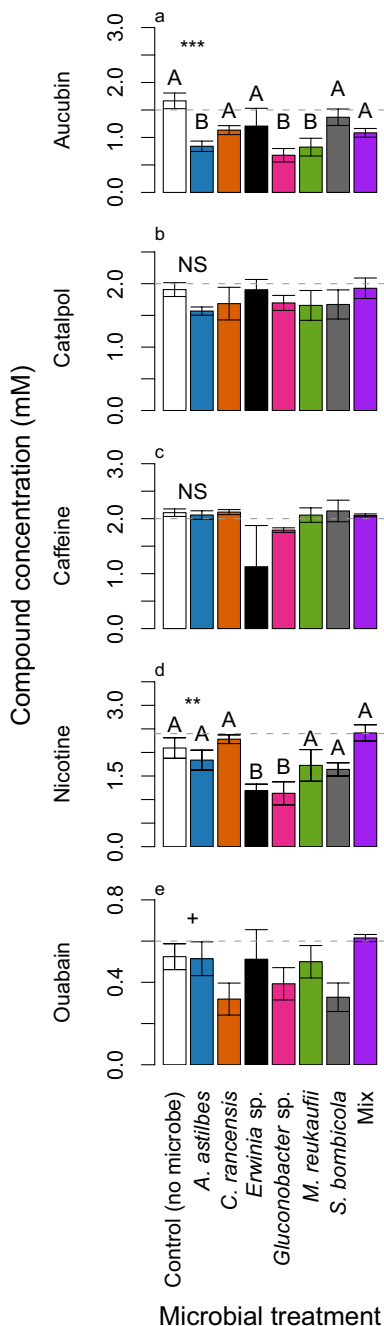 Compound concentration (mM)
a
***
Aucubin
0.0
1.0
2.0
3.0
A
B
A
A
B
B
A
A
b
NS
Catalpol
0.0
1.0
2.0
c
NS
Caffeine
0.0
1.0
2.0
3.0
d
**
Nicotine
0.0
1.5
3.0
A
A
A
B
B
A
A
A
e
+
Ouabain
0.0
0.4
0.8
Control (no microbe)
A. astilbes
C. rancensis
Erwinia sp.
Gluconobacter sp.
M. reukaufii
S. bombicola
Mix
Microbial treatment